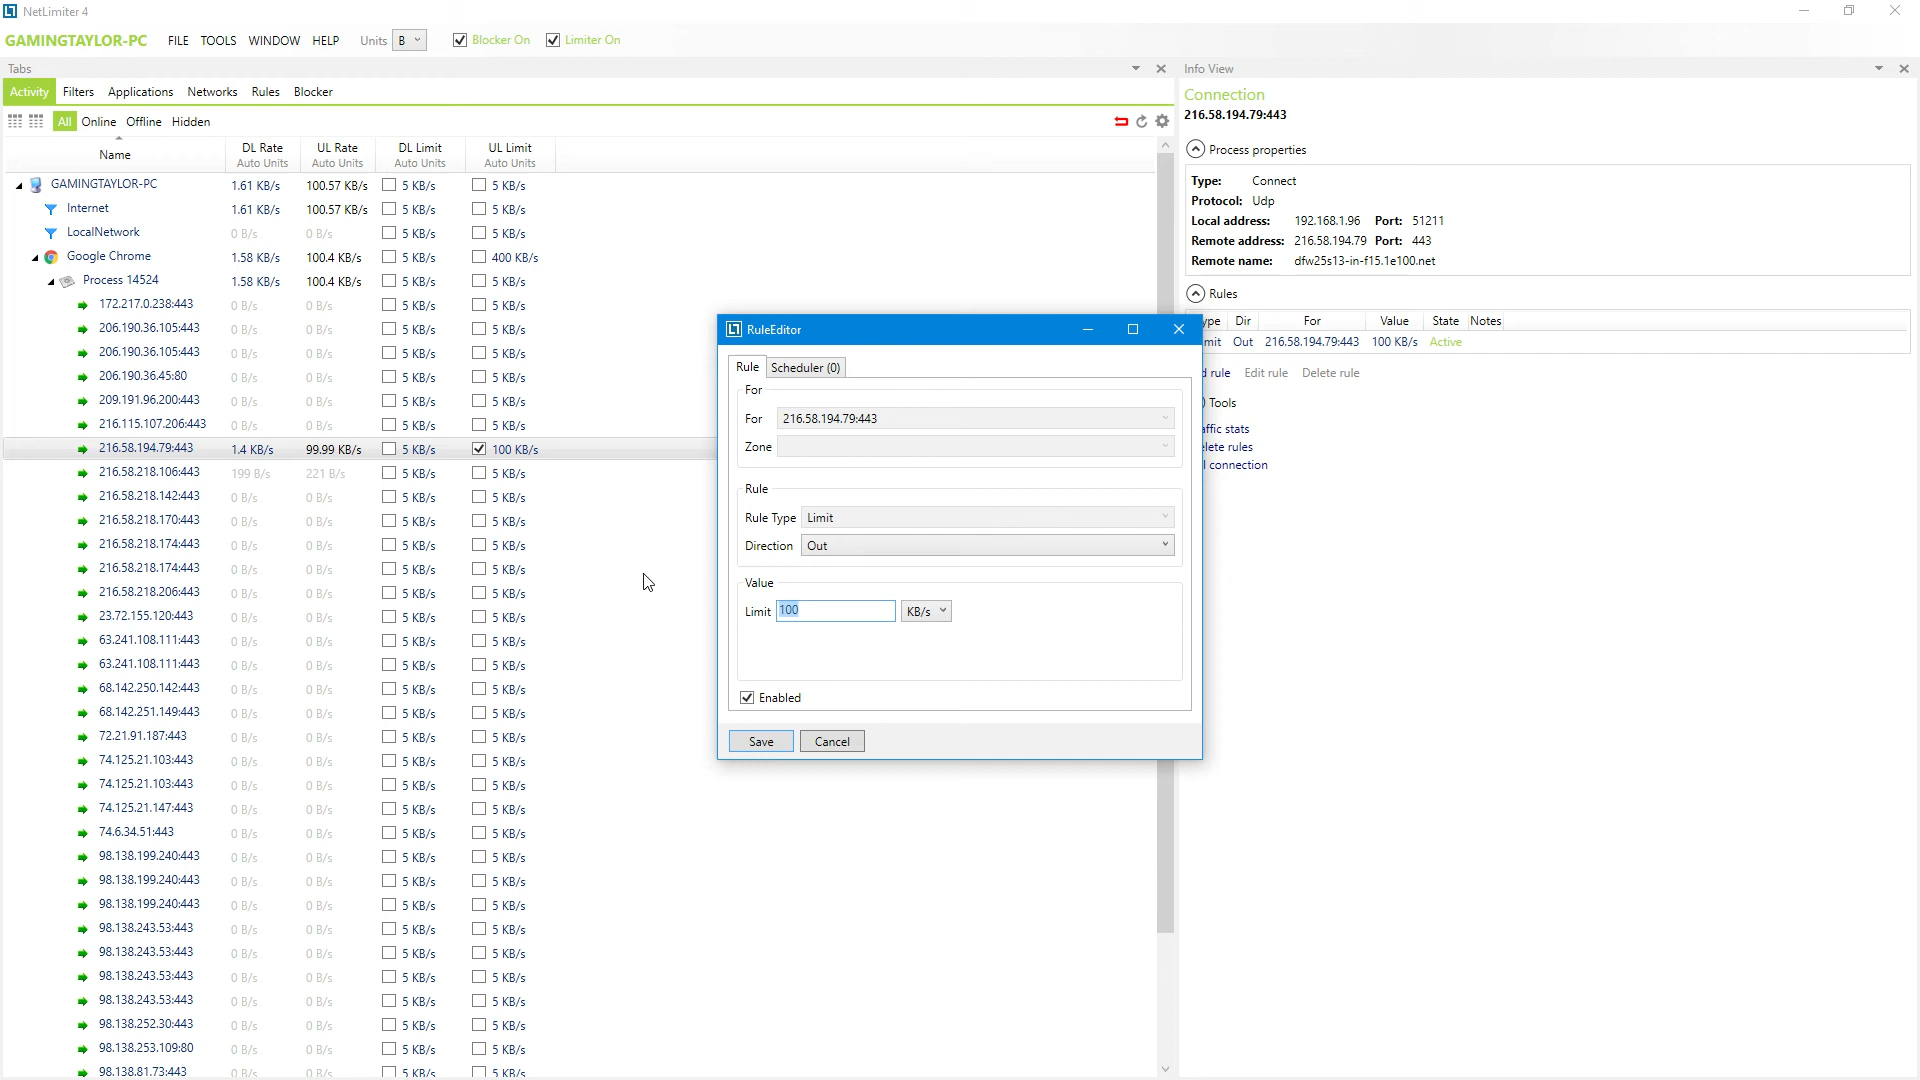 NetLimiter 4
GAMINGTAYLOR-PC FILE TOOLS WINDOW HELP Units B Blocker On Limiter On
Tabs
Activity Filters Applications Networks Rules Blocker
All Online Offline Hidden
Name DL Rate UL Rate DL Limit UL Limit
Auto Units Auto Units Auto Units Auto Units
GAMINGTAYLOR-PC 1.61 KB/s 100.57 KB/s 5 KB/s 5 KB/s
Internet 1.61 KB/s 100.57 KB/s 5 KB/s 5 KB/s
LocalNetwork 0 B/s 0 B/s 5 KB/s 5 KB/s
Google Chrome 1.58 KB/s 100.4 KB/s 5 KB/s 400 KB/s
Process 14524 1.58 KB/s 100.4 KB/s 5 KB/s 5 KB/s
172.217.0.238:443 0 B/s 0 B/s 5 KB/s 5 KB/s
206.190.36.105:443 0 B/s 0 B/s 5 KB/s 5 KB/s
206.190.36.105:443 0 B/s 0 B/s 5 KB/s 5 KB/s
206.190.36.45:80 0 B/s 0 B/s 5 KB/s 5 KB/s
209.191.96.200:443 0 B/s 0 B/s 5 KB/s 5 KB/s
216.115.107.206:443 0 B/s 0 B/s 5 KB/s 5 KB/s
216.58.194.79:443 1.4 KB/s 99.99 KB/s 5 KB/s 100 KB/s
216.58.218.106:443 199 B/s 221 B/s 5 KB/s 5 KB/s
216.58.218.142:443 0 B/s 0 B/s 5 KB/s 5 KB/s
216.58.218.170:443 0 B/s 0 B/s 5 KB/s 5 KB/s
216.58.218.174:443 0 B/s 0 B/s 5 KB/s 5 KB/s
216.58.218.174:443 0 B/s 0 B/s 5 KB/s 5 KB/s
216.58.218.206:443 0 B/s 0 B/s 5 KB/s 5 KB/s
23.72.155.120:443 0 B/s 0 B/s 5 KB/s 5 KB/s
63.241.108.111:443 0 B/s 0 B/s 5 KB/s 5 KB/s
63.241.108.111:443 0 B/s 0 B/s 5 KB/s 5 KB/s
68.142.250.142:443 0 B/s 0 B/s 5 KB/s 5 KB/s
68.142.251.149:443 0 B/s 0 B/s 5 KB/s 5 KB/s
72.21.91.187:443 0 B/s 0 B/s 5 KB/s 5 KB/s
74.125.21.103:443 0 B/s 0 B/s 5 KB/s 5 KB/s
74.125.21.103:443 0 B/s 0 B/s 5 KB/s 5 KB/s
74.125.21.147:443 0 B/s 0 B/s 5 KB/s 5 KB/s
74.6.34.51:443 0 B/s 0 B/s 5 KB/s 5 KB/s
98.138.199.240:443 0 B/s 0 B/s 5 KB/s 5 KB/s
98.138.199.240:443 0 B/s 0 B/s 5 KB/s 5 KB/s
98.138.199.240:443 0 B/s 0 B/s 5 KB/s 5 KB/s
98.138.243.53:443 0 B/s 0 B/s 5 KB/s 5 KB/s
98.138.243.53:443 0 B/s 0 B/s 5 KB/s 5 KB/s
98.138.243.53:443 0 B/s 0 B/s 5 KB/s 5 KB/s
98.138.243.53:443 0 B/s 0 B/s 5 KB/s 5 KB/s
98.138.252.30:443 0 B/s 0 B/s 5 KB/s 5 KB/s
98.138.253.109:80 0 B/s 0 B/s 5 KB/s 5 KB/s
98.138.81.73:443 0 B/s 0 B/s 5 KB/s 5 KB/s
RuleEditor
Rule Scheduler (0)
For
For 216.58.194.79:443
Zone
Rule
Rule Type Limit
Direction Out
Value
Limit 100 KB/s
Enabled
Save Cancel
Info View
Connection
216.58.194.79:443
Process properties
Type: Connect
Protocol: Udp
Local address: 192.168.1.96 Port: 51211
Remote address: 216.58.194.79 Port: 443
Remote name: dfw25s13-in-f15.1e100.net
Rules
ype Dir For Value State Notes
mit Out 216.58.194.79:443 100 KB/s Active
d rule Edit rule Delete rule
Tools
affic stats
elete rules
l connection